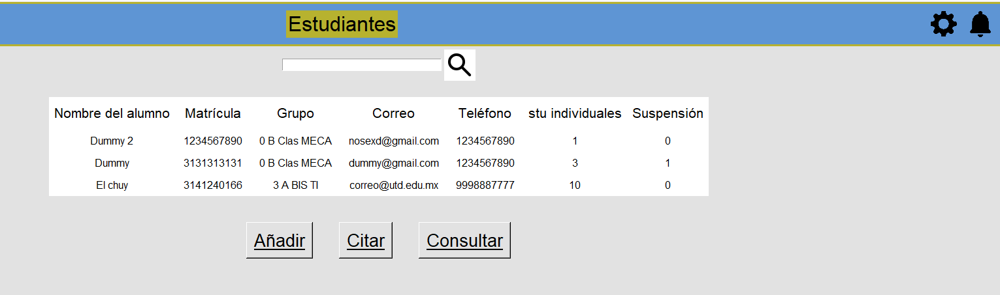 Estudiantes
Nombre del alumno Matrícula Grupo Correo Teléfono stu individuales Suspensión
Dummy 2 1234567890 0 B Clas MECA nosexd@gmail.com 1234567890 1 0
Dummy 3131313131 0 B Clas MECA dummy@gmail.com 1234567890 3 1
El chuy 3141240166 3 A BIS TI correo@utd.edu.mx 9998887777 10 0
Añadir Citar Consultar